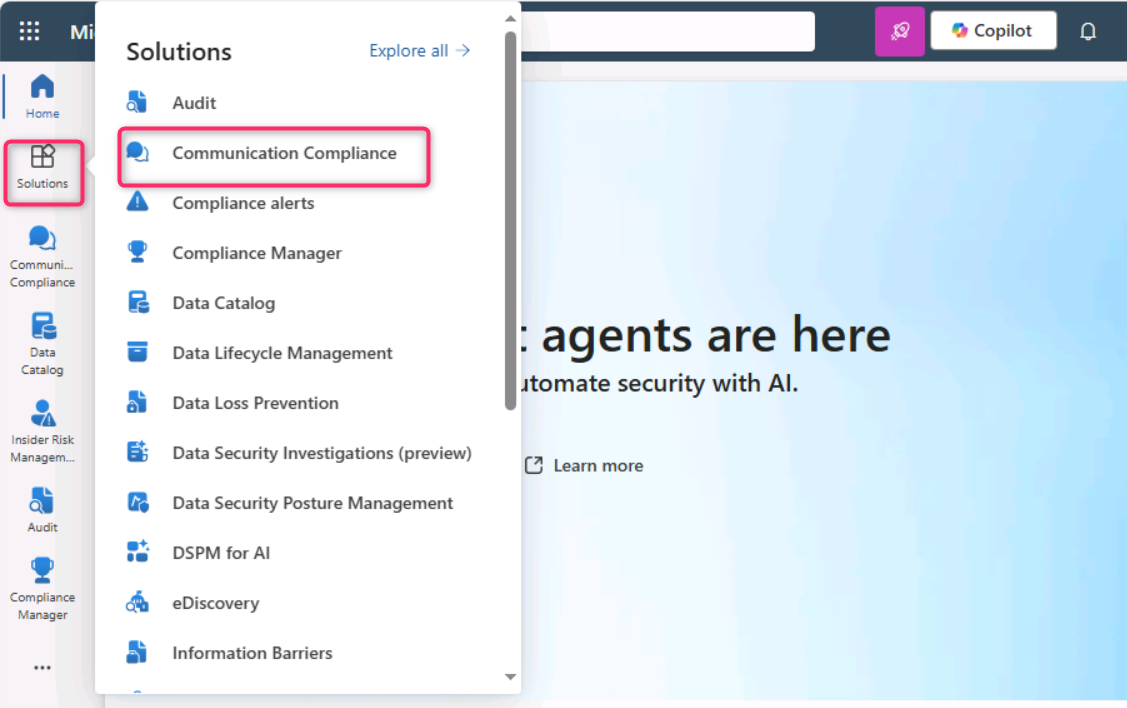 Mi
Copilot
Home
Solutions
Communi...
Compliance
Data
Catalog
Insider Risk
Managem...
Audit
Compliance
Manager
...
Solutions
Explore all →
Audit
Communication Compliance
Compliance alerts
Compliance Manager
Data Catalog
Data Lifecycle Management
Data Loss Prevention
Data Security Investigations (preview)
Data Security Posture Management
DSPM for AI
eDiscovery
Information Barriers
agents are here
utomate security with AI.
Learn more